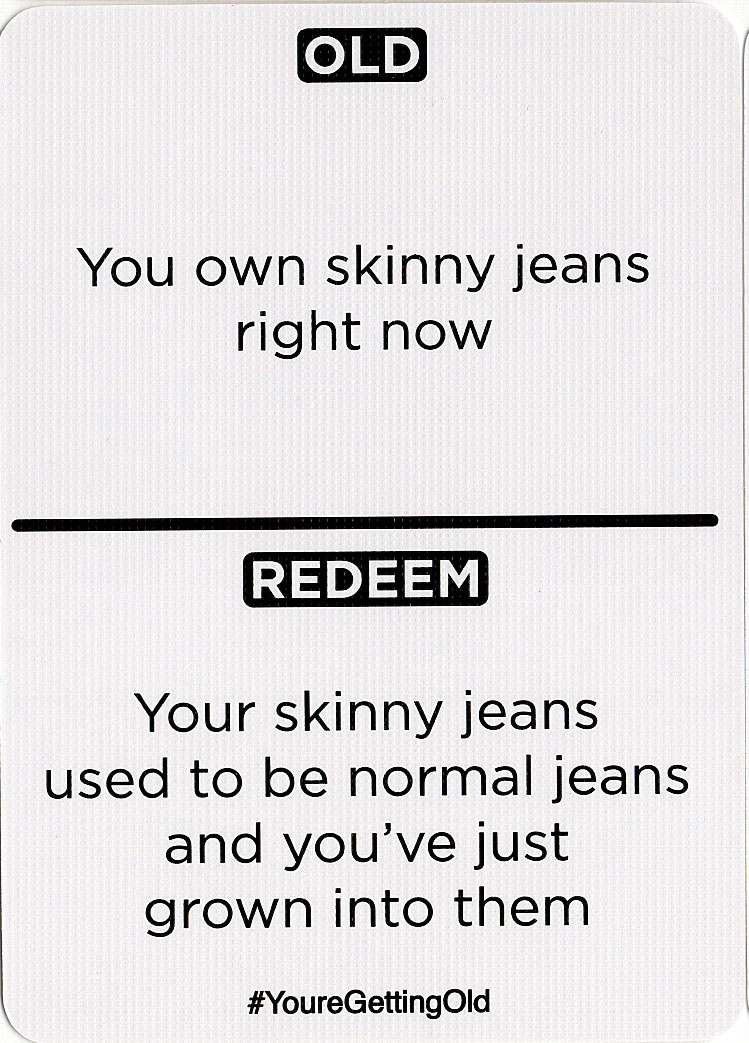 OLD
You own skinny jeans
right now
REDEEM
Your skinny jeans
used to be normal jeans
and you’ve just
grown into them
#YoureGettingOld